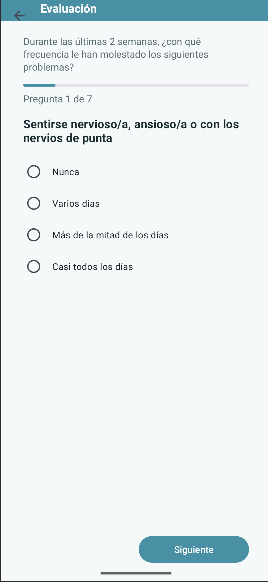 Evaluación
Durante las últimas 2 semanas, ¿con qué
frecuencia le han molestado los siguientes
problemas?
Pregunta 1 de 7
Sentirse nervioso/a, ansioso/a o con los
nervios de punta
Nunca
Varios días
Más de la mitad de los días
Casi todos los días
Siguiente